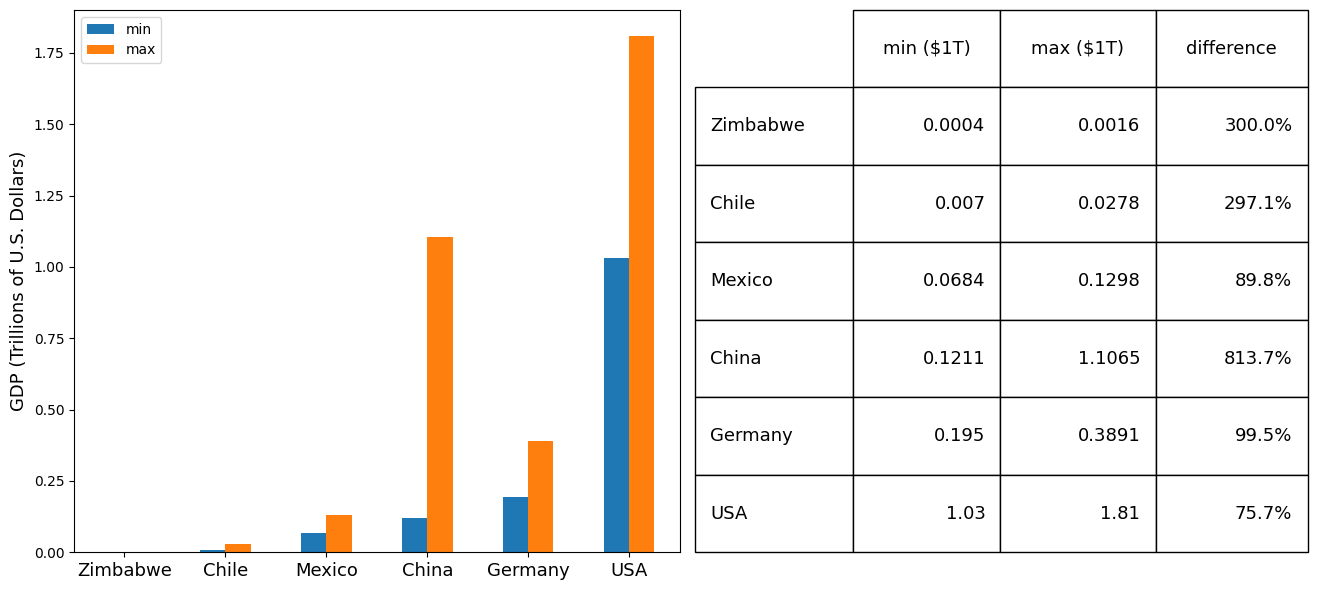 min
max
GDP (Trillions of U.S. Dollars)
1.75
1.50
1.25
1.00
0.75
0.50
0.25
0.00
Zimbabwe Chile Mexico China Germany USA
min ($1T) max ($1T) difference
Zimbabwe 0.0004 0.0016 300.0%
Chile 0.007 0.0278 297.1%
Mexico 0.0684 0.1298 89.8%
China 0.1211 1.1065 813.7%
Germany 0.195 0.3891 99.5%
USA 1.03 1.81 75.7%